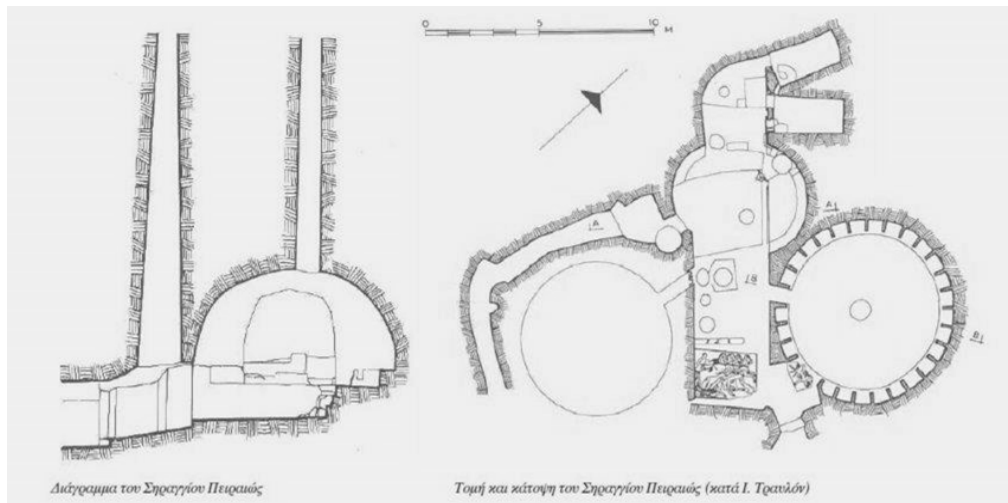 0 5 10 M
A
A1
B
B1
Διάγραμμα του Σηραγγίου Πειραιώς
Τομή και κάτοψη του Σηραγγίου Πειραιώς (κατά Ι. Τραυλόν)